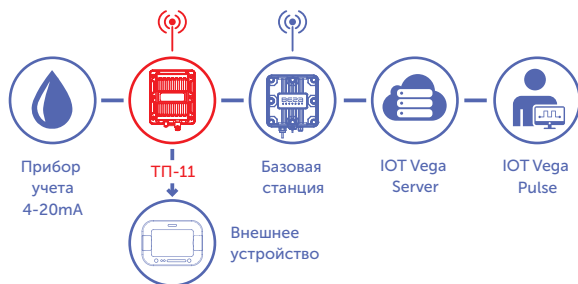 Прибор
учета
4-20mA
ТП-11
Базовая
станция
IOT Vega
Server
IOT Vega
Pulse
Внешнее
устройство